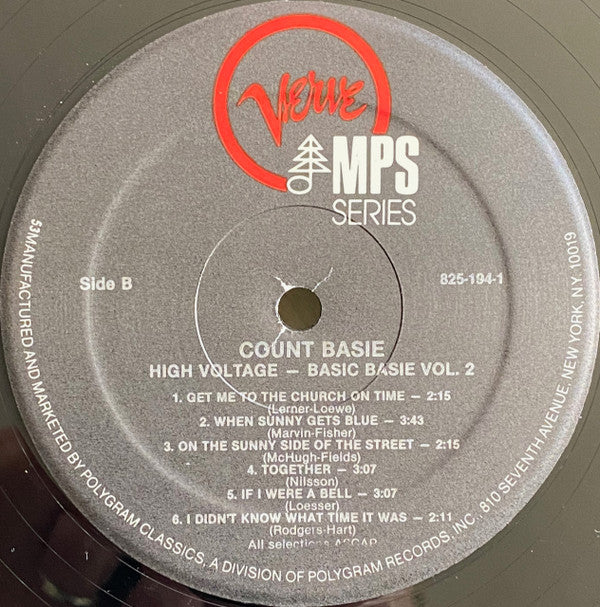 Verve
MPS
SERIES
Side B
825-194-1
COUNT BASIE
HIGH VOLTAGE — BASIC BASIE VOL. 2
1. GET ME TO THE CHURCH ON TIME — 2:15
(Lerner-Loewe)
2. WHEN SUNNY GETS BLUE — 3:43
(Marvin-Fisher)
3. ON THE SUNNY SIDE OF THE STREET — 2:15
(McHugh-Fields)
4. TOGETHER — 3:07
(Nilsson)
5. IF I WERE A BELL — 3:07
(Loesser)
6. I DIDN'T KNOW WHAT TIME IT WAS — 2:11
(Rodgers-Hart)
All selections ASCAP
53MANUFACTURED AND MARKETED BY POLYGRAM CLASSICS, A DIVISION OF POLYGRAM RECORDS, INC., 810 SEVENTH AVENUE, NEW YORK, N.Y. 10019